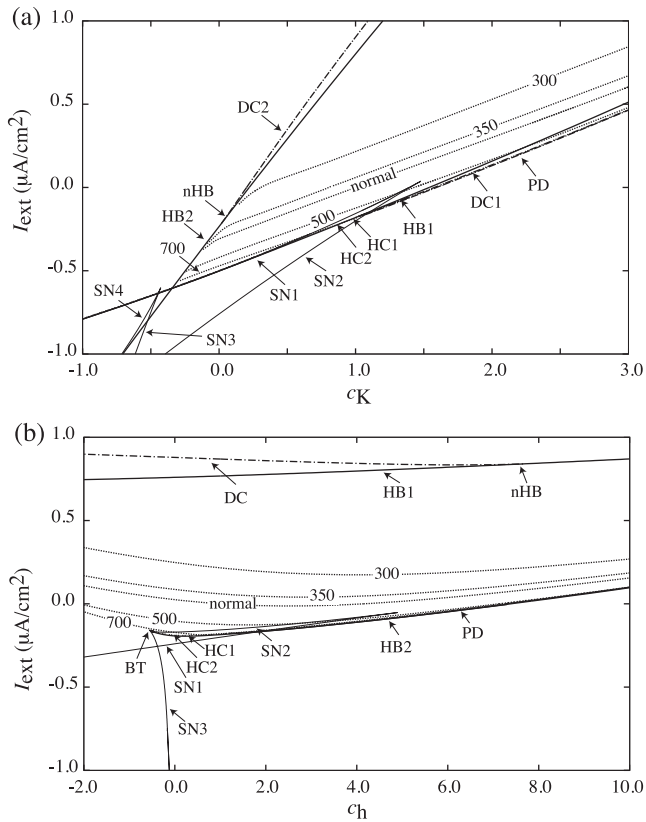 (a)
1.0
0.5
0.0
-0.5
-1.0
I_ext (μA/cm²)
300
350
normal
500
700
DC2
nHB
HB2
PD
DC1
HB1
HC1
HC2
SN1
SN2
SN4
SN3
-1.0 0.0 1.0 2.0 3.0
c_K
(b)
1.0
0.5
0.0
-0.5
-1.0
I_ext (μA/cm²)
DC
HB1
nHB
300
350
normal
500
700
BT
HC1
HC2
SN1
SN2
SN3
HB2
PD
-2.0 0.0 2.0 4.0 6.0 8.0 10.0
c_h